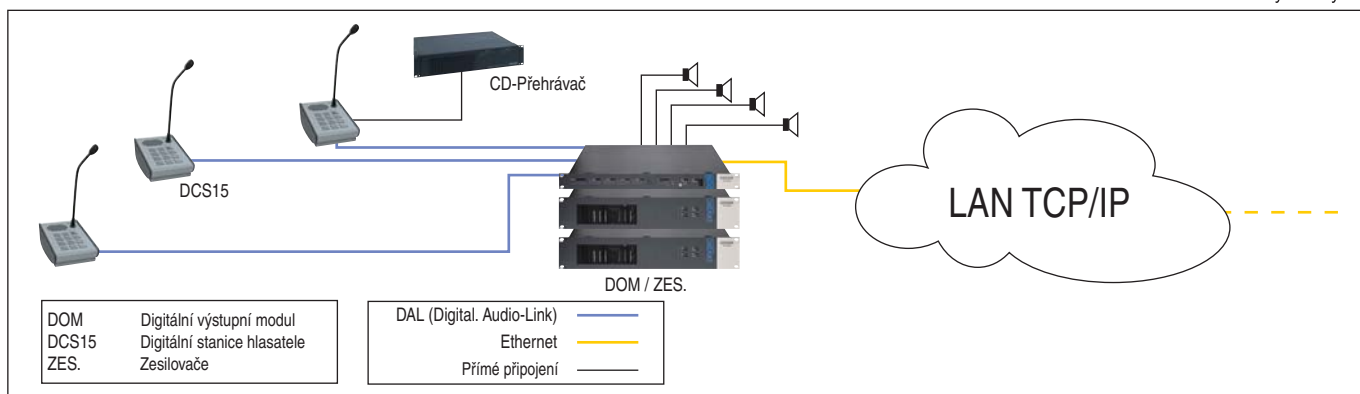 CD-Přehrávač
DCS15
LAN TCP/IP
DOM / ZES.
DOM Digitální výstupní modul
DCS15 Digitální stanice hlasatele
ZES. Zesilovače
DAL (Digital. Audio-Link)
Ethernet
Přímé připojení